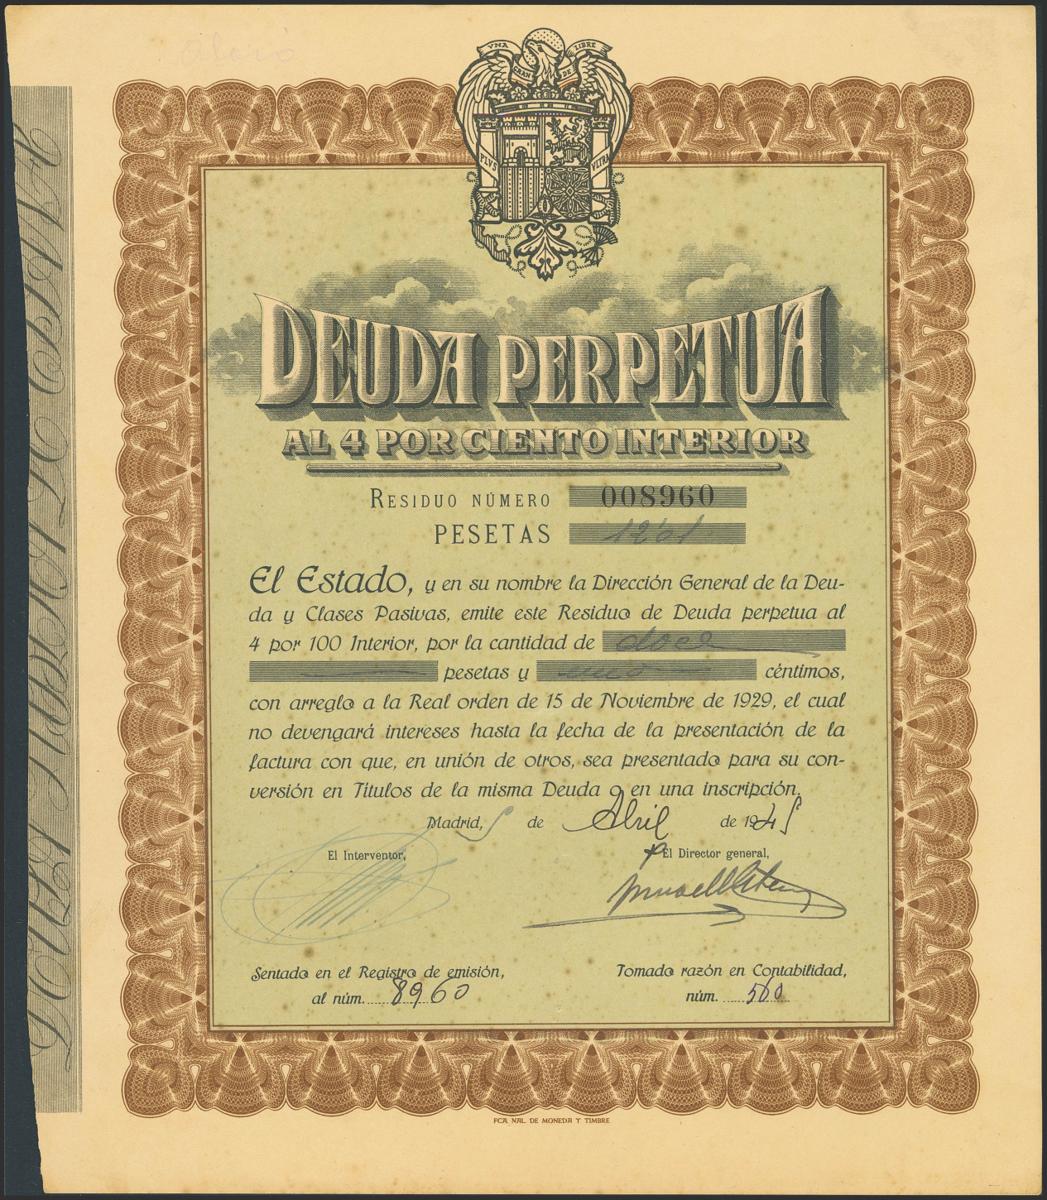 VNA GRANDE LIBRE
PLVS VLTRA
DEUDA PERPETUA
AL 4 POR CIENTO INTERIOR
RESIDUO NÚMERO 008960
PESETAS 12'01
El Estado, y en su nombre la Dirección General de la Deu-
da y Clases Pasivas, emite este Residuo de Deuda perpetua al
4 por 100 Interior, por la cantidad de doce
pesetas y uno céntimos,
con arreglo a la Real orden de 15 de Noviembre de 1929, el cual
no devengará intereses hasta la fecha de la presentación de la
factura con que, en unión de otros, sea presentado para su con-
versión en Títulos de la misma Deuda o en una inscripción.
Madrid, 5 de Abril de 1945
El Interventor,
P El Director general,
Sentado en el Registro de emisión,
al núm. 8960
Tomado razón en Contabilidad,
núm. 560
FCA. NAL. DE MONEDA Y TIMBRE